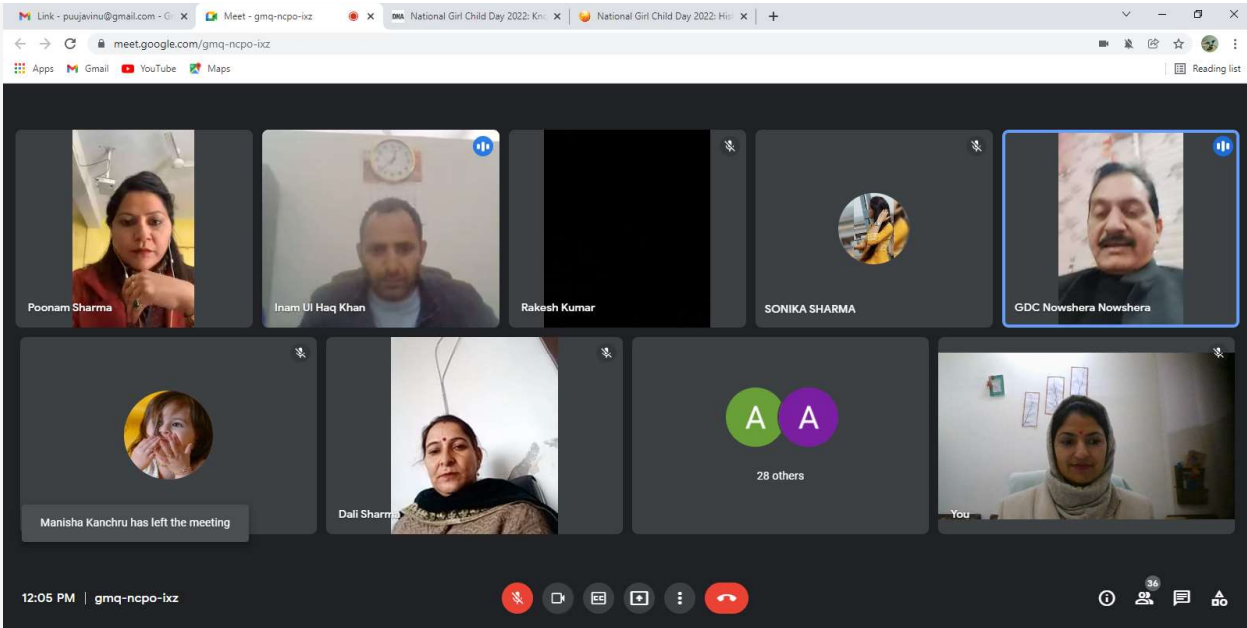 Link - puujavinu@gmail.com - G
Meet - gmq-ncpo-ixz
DNA National Girl Child Day 2022: Kno
National Girl Child Day 2022: His
meet.google.com/gmq-ncpo-ixz
Apps Gmail YouTube Maps Reading list
Poonam Sharma
Inam Ul Haq Khan
Rakesh Kumar
SONIKA SHARMA
GDC Nowshera Nowshera
Manisha Kanchru has left the meeting
Dali Sharma
A A
28 others
You
12:05 PM | gmq-ncpo-ixz
CC
36